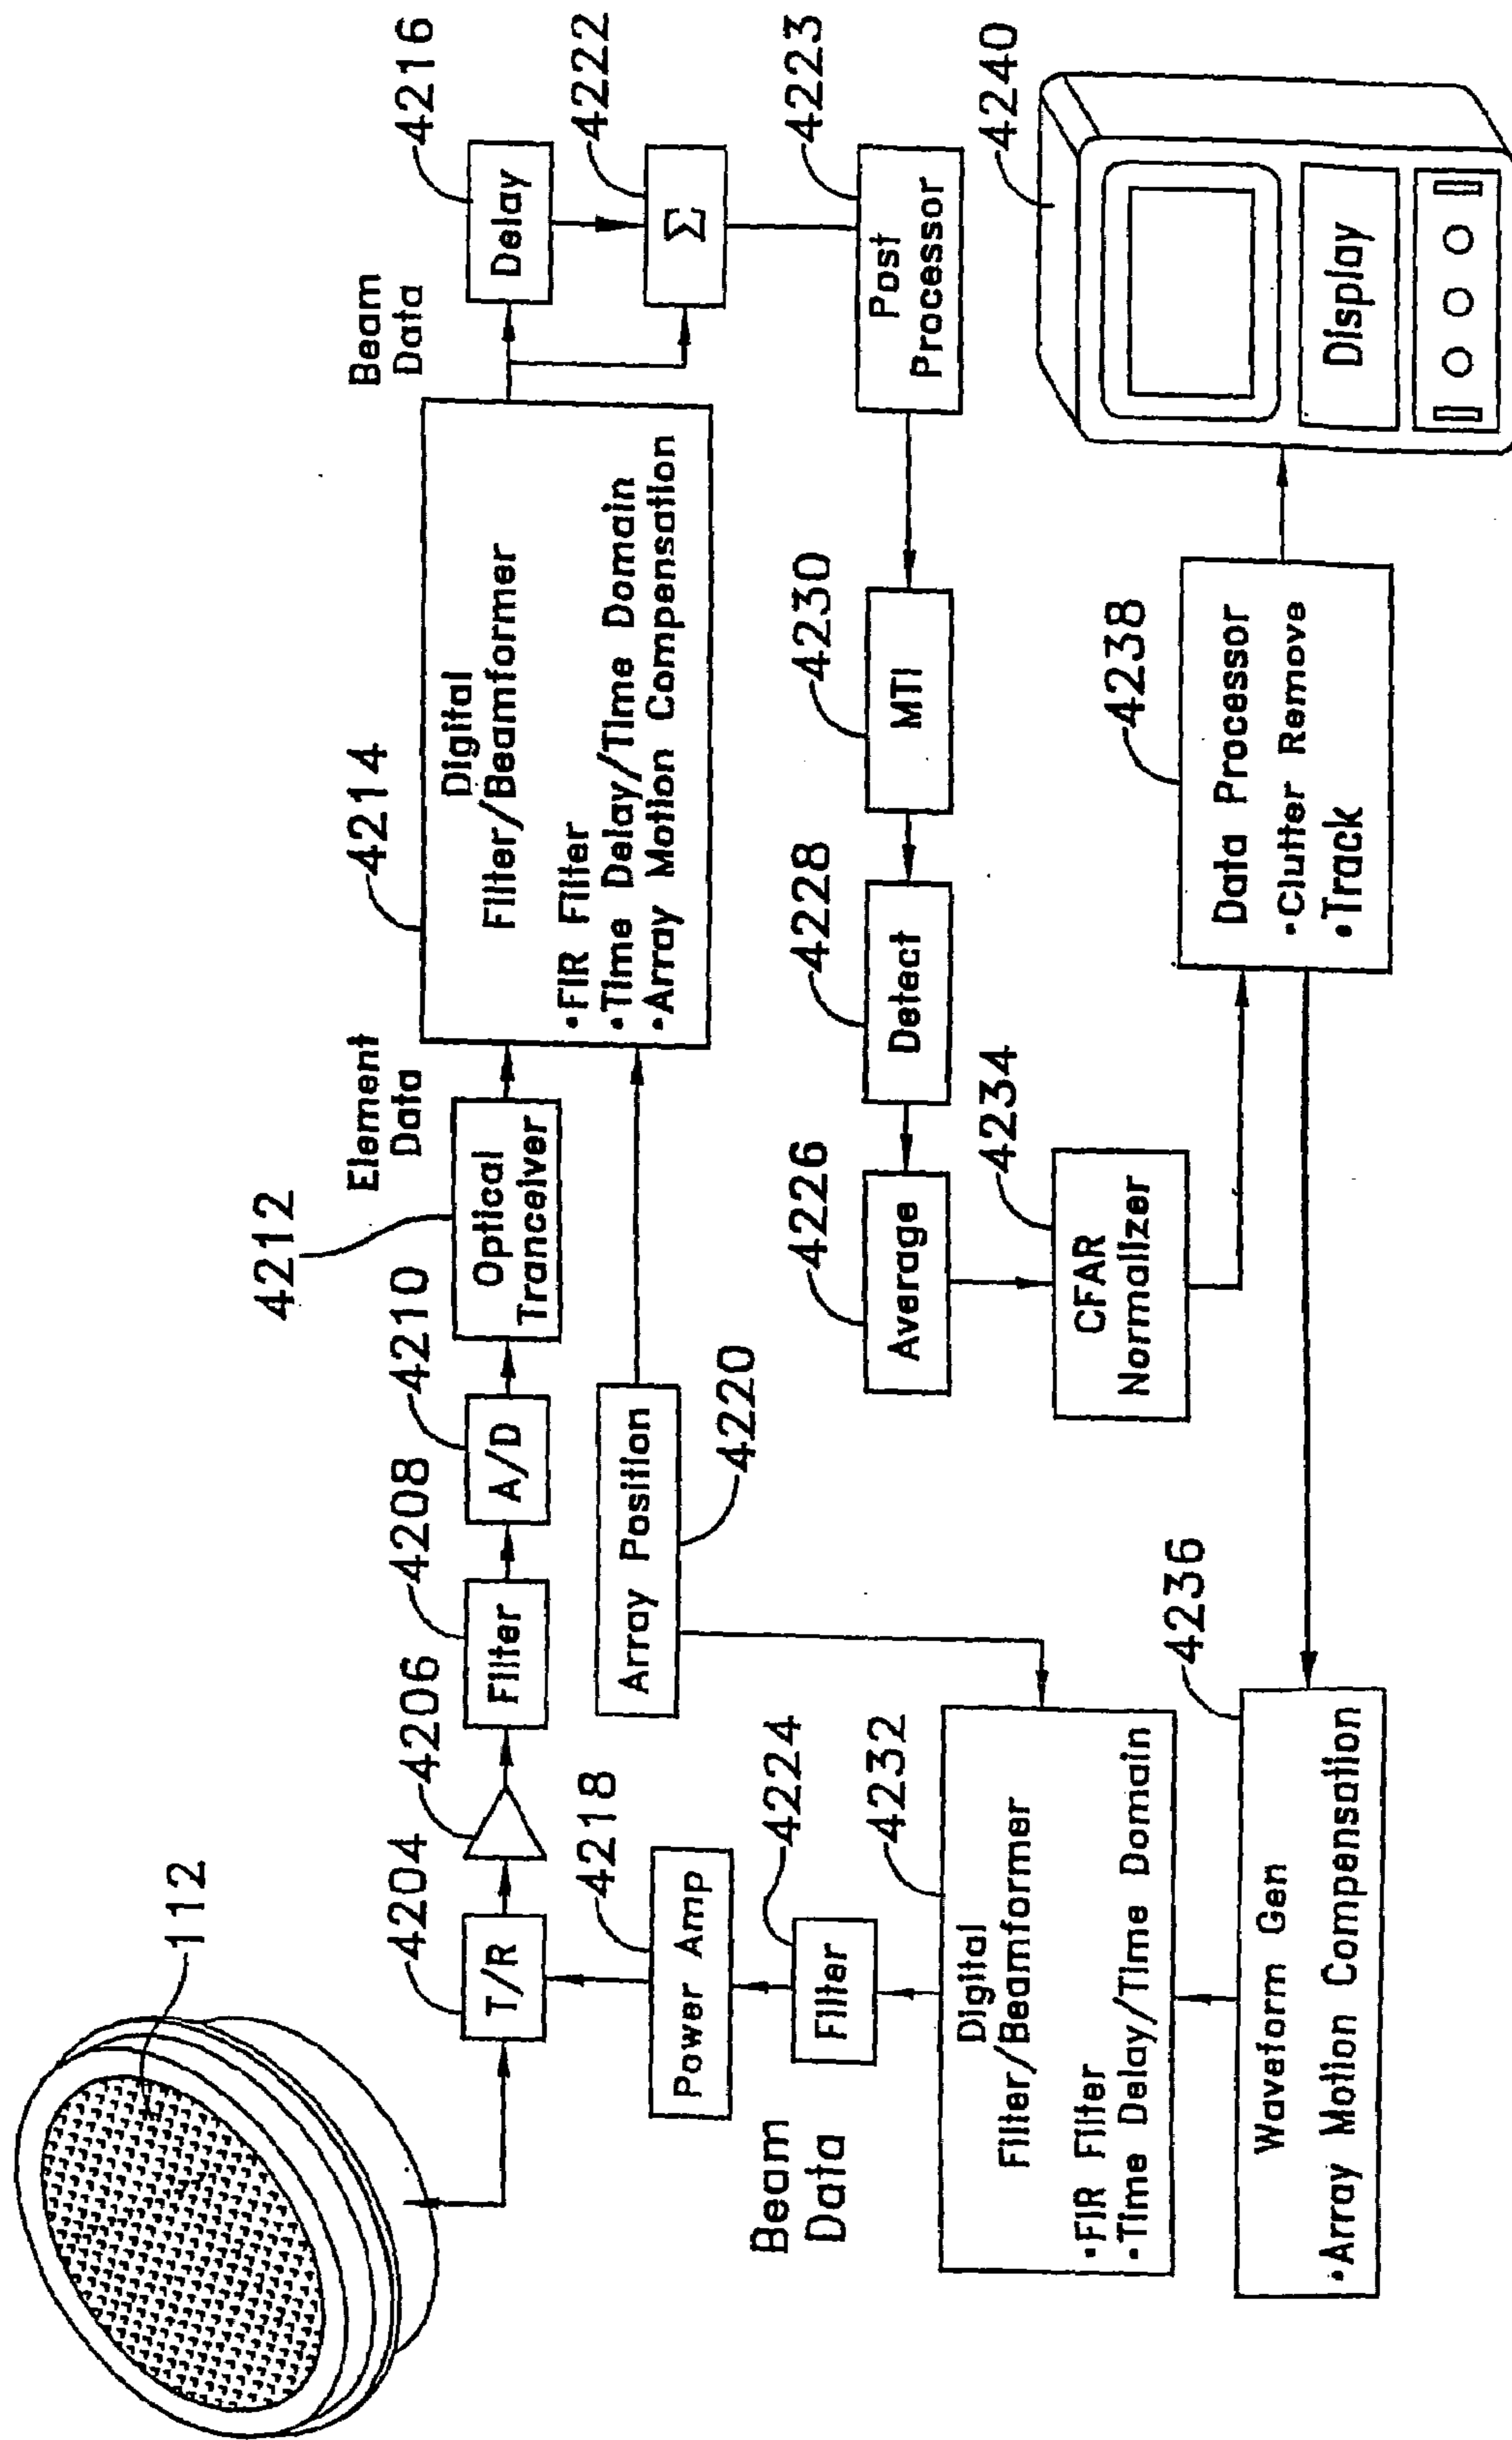 112
4204
T/R
4206
4208
Filter
4210
A/D
4212
Optical
Tranceiver
Element
Data
4214
Digital
Filter/Beamformer
•FIR Filter
•Time Delay/Time Domain
•Array Motion Compensation
Beam
Data
4216
Delay
4222
Σ
4223
Post
Processor
Array Position
4220
4218
Power Amp
4224
Filter
Beam
Data
4232
Digital
Filter/Beamformer
•FIR Filter
•Time Delay/Time Domain
4236
Waveform Gen
•Array Motion Compensation
4226
Average
4228
Detect
4230
MTI
4234
CFAR
Normalizer
4238
Data Processor
•Clutter Remove
•Track
4240
Display